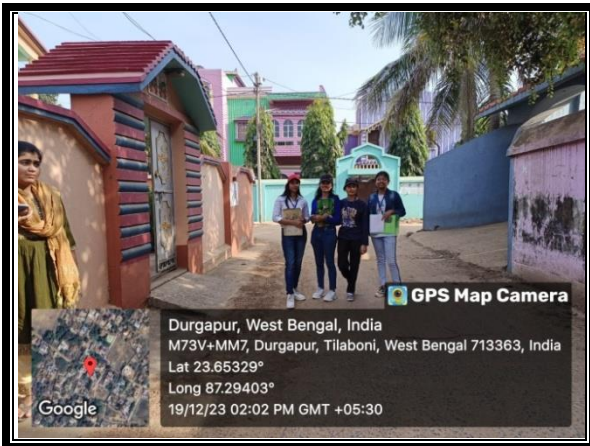 GPS Map Camera
Durgapur, West Bengal, India
M73V+MM7, Durgapur, Tilaboni, West Bengal 713363, India
Lat 23.65329°
Long 87.29403°
19/12/23 02:02 PM GMT +05:30
Google